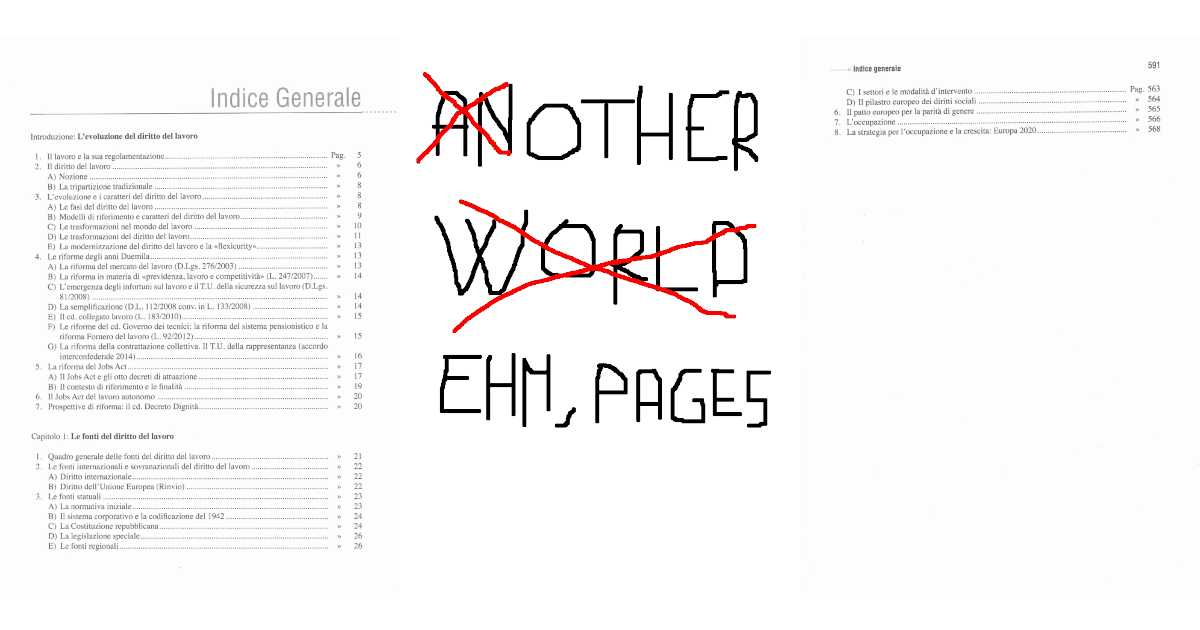 Indice Generale
Introduzione: L'evoluzione del diritto del lavoro
1. Il lavoro e la sua regolamentazione Pag. 5
2. Il diritto del lavoro » 6
A) Nozione » 6
B) La tripartizione tradizionale » 8
3. L'evoluzione e i caratteri del diritto del lavoro » 8
A) Le fasi del diritto del lavoro » 8
B) Modelli di riferimento e caratteri del diritto del lavoro » 9
C) Le trasformazioni nel mondo del lavoro » 10
D) Le trasformazioni del diritto del lavoro » 11
E) La modernizzazione del diritto del lavoro e la «flexicurity» » 13
4. Le riforme degli anni Duemila » 13
A) La riforma del mercato del lavoro (D.Lgs. 276/2003) » 13
B) La riforma in materia di «previdenza, lavoro e competitività» (L. 247/2007) » 14
C) L'emergenza degli infortuni sul lavoro e il T.U. della sicurezza sul lavoro (D.Lgs.
81/2008) » 14
D) La semplificazione (D.L. 112/2008 conv. in L. 133/2008) » 14
E) Il cd. collegato lavoro (L. 183/2010) » 15
F) Le riforme del cd. Governo dei tecnici: la riforma del sistema pensionistico e la
riforma Fornero del lavoro (L. 92/2012) » 15
G) La riforma della contrattazione collettiva. Il T.U. della rappresentanza (accordo
interconfederale 2014) » 16
5. La riforma del Jobs Act » 17
A) Il Jobs Act e gli otto decreti di attuazione » 17
B) Il contesto di riferimento e le finalità » 19
6. Il Jobs Act del lavoro autonomo » 20
7. Prospettive di riforma: il cd. Decreto Dignità » 20
Capitolo 1: Le fonti del diritto del lavoro
1. Quadro generale delle fonti del diritto del lavoro » 21
2. Le fonti internazionali e sovranazionali del diritto del lavoro » 22
A) Diritto internazionale » 22
B) Diritto dell'Unione Europea (Rinvio) » 22
3. Le fonti statuali » 23
A) La normativa iniziale » 23
B) Il sistema corporativo e la codificazione del 1942 » 24
C) La Costituzione repubblicana » 24
D) La legislazione speciale » 26
E) Le fonti regionali » 26
ANOTHER
WORLD
EHM, PAGES
Indice generale 591
C) I settori e le modalità d'intervento Pag. 563
D) Il pilastro europeo dei diritti sociali » 564
6. Il patto europeo per la parità di genere » 565
7. L'occupazione » 566
8. La strategia per l'occupazione e la crescita: Europa 2020 » 568